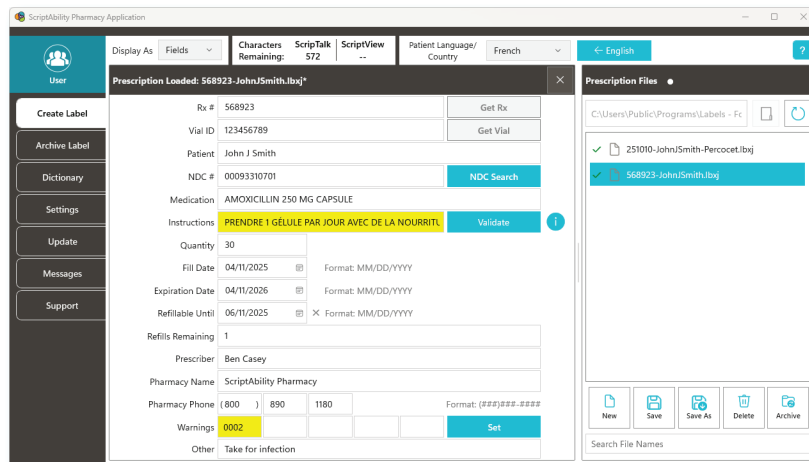 ScriptAbility Pharmacy Application
User
Create Label
Archive Label
Dictionary
Settings
Update
Messages
Support
Display As Fields
Characters Remaining: ScripTalk 572 ScriptView --
Patient Language/ Country French
← English
?
Prescription Loaded: 568923-JohnJSmith.lbxj*
Rx # 568923 Get Rx
Vial ID 123456789 Get Vial
Patient John J Smith
NDC # 00093310701 NDC Search
Medication AMOXICILLIN 250 MG CAPSULE
Instructions PRENDRE 1 GÉLULE PAR JOUR AVEC DE LA NOURRITU Validate i
Quantity 30
Fill Date 04/11/2025 Format: MM/DD/YYYY
Expiration Date 04/11/2026 Format: MM/DD/YYYY
Refillable Until 06/11/2025 Format: MM/DD/YYYY
Refills Remaining 1
Prescriber Ben Casey
Pharmacy Name ScriptAbility Pharmacy
Pharmacy Phone (800 ) 890 1180 Format: (###)###-####
Warnings 0002 Set
Other Take for infection
Prescription Files
C:\Users\Public\Programs\Labels - Fc
251010-JohnJSmith-Percocet.lbxj
568923-JohnJSmith.lbxj
New Save Save As Delete Archive
Search File Names